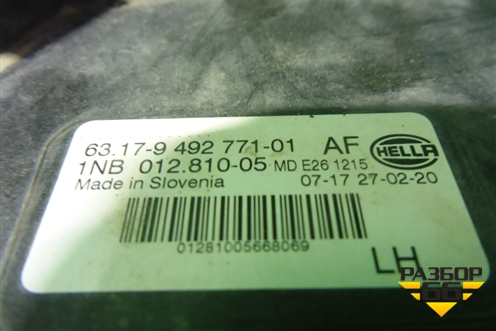 63.17-9 492 771-01 AF HELLA
1NB 012.810-05 MD E26 1215
Made in Slovenia 07-17 27-02-20
01281005668069
LH
РАЗБОР
66